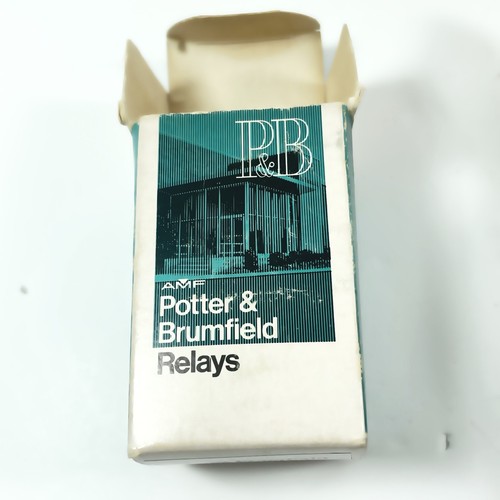 P&B
AMF
Potter &
Brumfield
Relays